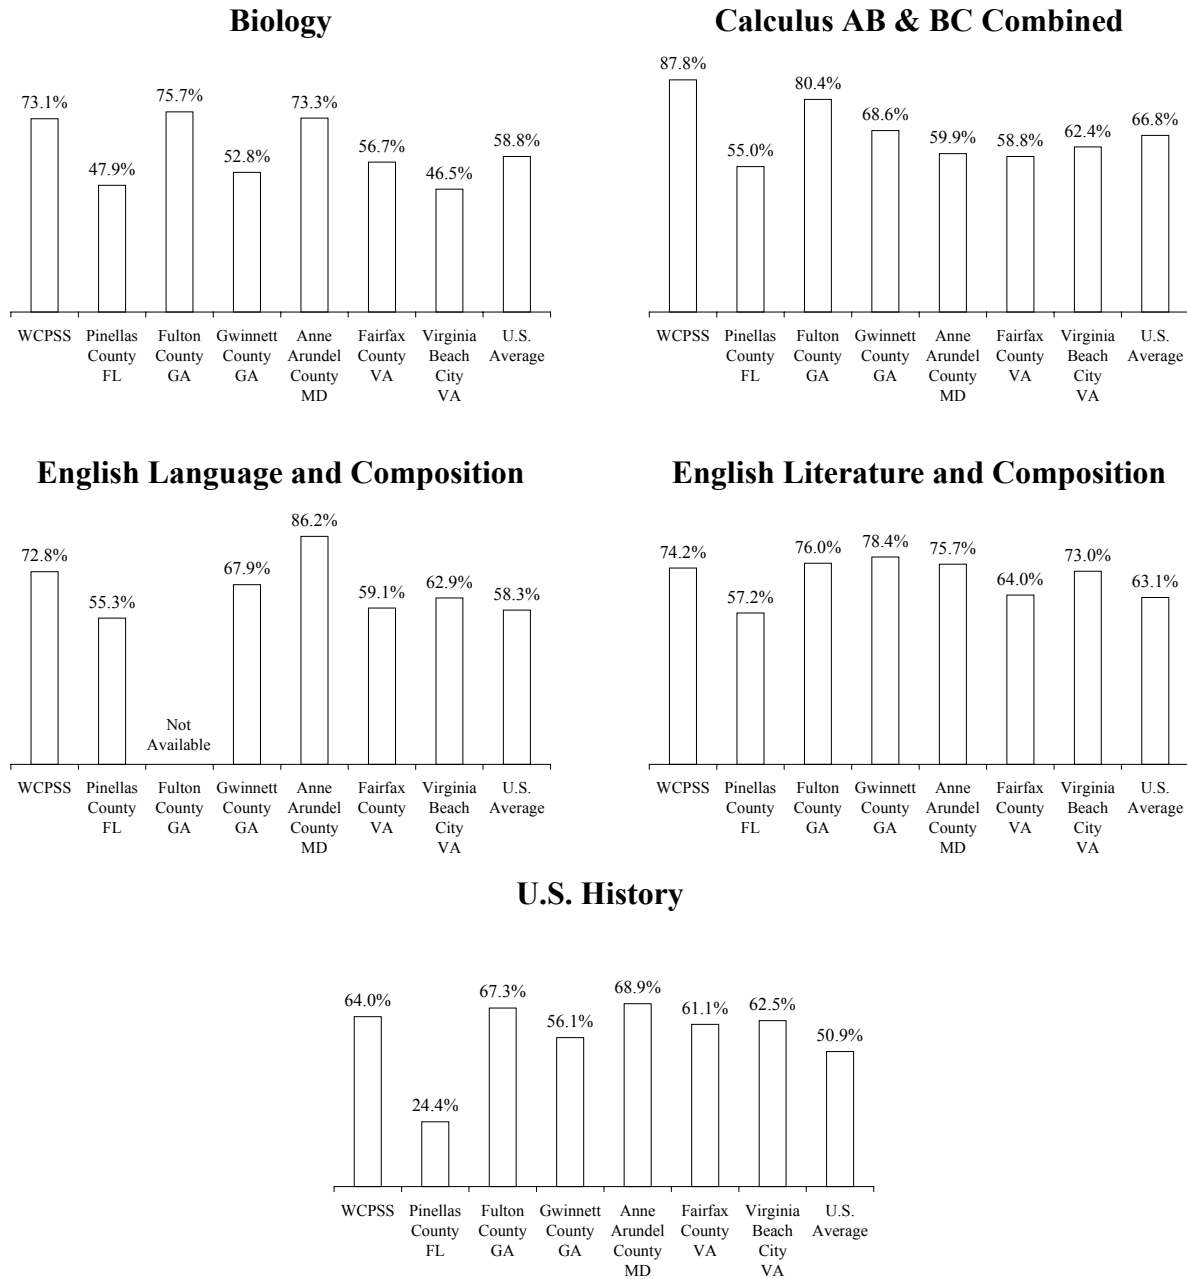 Biology
73.1%
47.9%
75.7%
52.8%
73.3%
56.7%
46.5%
58.8%
WCPSS
Pinellas
County
FL
Fulton
County
GA
Gwinnett
County
GA
Anne
Arundel
County
MD
Fairfax
County
VA
Virginia
Beach
City
VA
U.S.
Average
Calculus AB & BC Combined
87.8%
55.0%
80.4%
68.6%
59.9%
58.8%
62.4%
66.8%
WCPSS
Pinellas
County
FL
Fulton
County
GA
Gwinnett
County
GA
Anne
Arundel
County
MD
Fairfax
County
VA
Virginia
Beach
City
VA
U.S.
Average
English Language and Composition
72.8%
55.3%
Not
Available
67.9%
86.2%
59.1%
62.9%
58.3%
WCPSS
Pinellas
County
FL
Fulton
County
GA
Gwinnett
County
GA
Anne
Arundel
County
MD
Fairfax
County
VA
Virginia
Beach
City
VA
U.S.
Average
English Literature and Composition
74.2%
57.2%
76.0%
78.4%
75.7%
64.0%
73.0%
63.1%
WCPSS
Pinellas
County
FL
Fulton
County
GA
Gwinnett
County
GA
Anne
Arundel
County
MD
Fairfax
County
VA
Virginia
Beach
City
VA
U.S.
Average
U.S. History
64.0%
24.4%
67.3%
56.1%
68.9%
61.1%
62.5%
50.9%
WCPSS
Pinellas
County
FL
Fulton
County
GA
Gwinnett
County
GA
Anne
Arundel
County
MD
Fairfax
County
VA
Virginia
Beach
City
VA
U.S.
Average